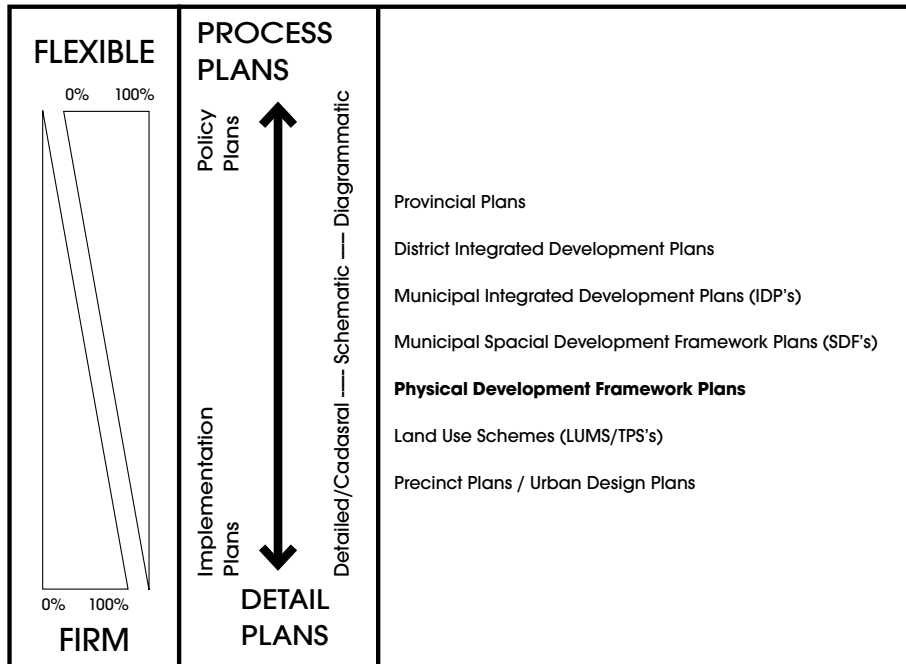 FLEXIBLE
0% 100%
0% 100%
FIRM
PROCESS
PLANS
Policy
Plans
Implementation
Plans
Detailed/Cadasral ---- Schematic ---- Diagrammatic
DETAIL
PLANS
Provincial Plans
District Integrated Development Plans
Municipal Integrated Development Plans (IDP's)
Municipal Spacial Development Framework Plans (SDF's)
Physical Development Framework Plans
Land Use Schemes (LUMS/TPS's)
Precinct Plans / Urban Design Plans